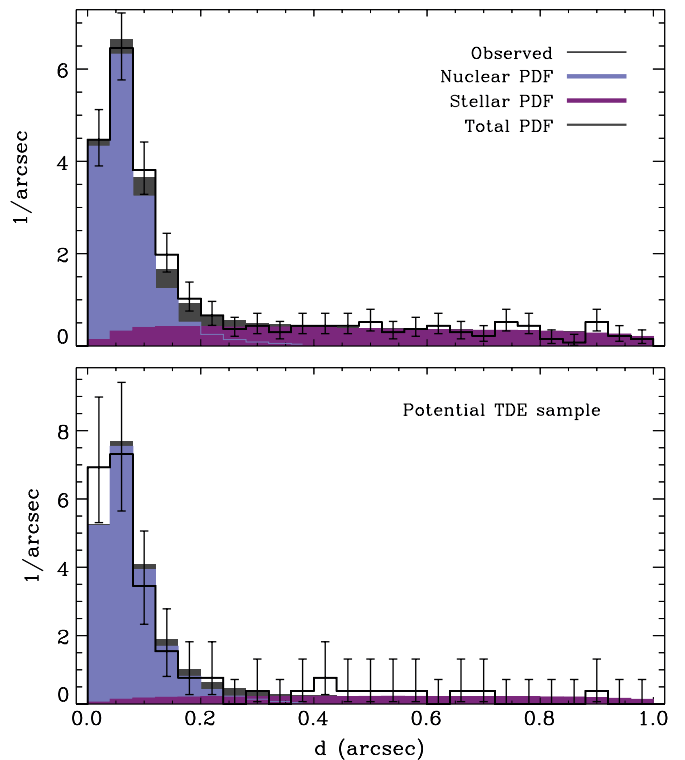 6
4
2
0
1/arcsec
Observed
Nuclear PDF
Stellar PDF
Total PDF
8
6
4
2
0
1/arcsec
Potential TDE sample
0.0 0.2 0.4 0.6 0.8 1.0
d (arcsec)